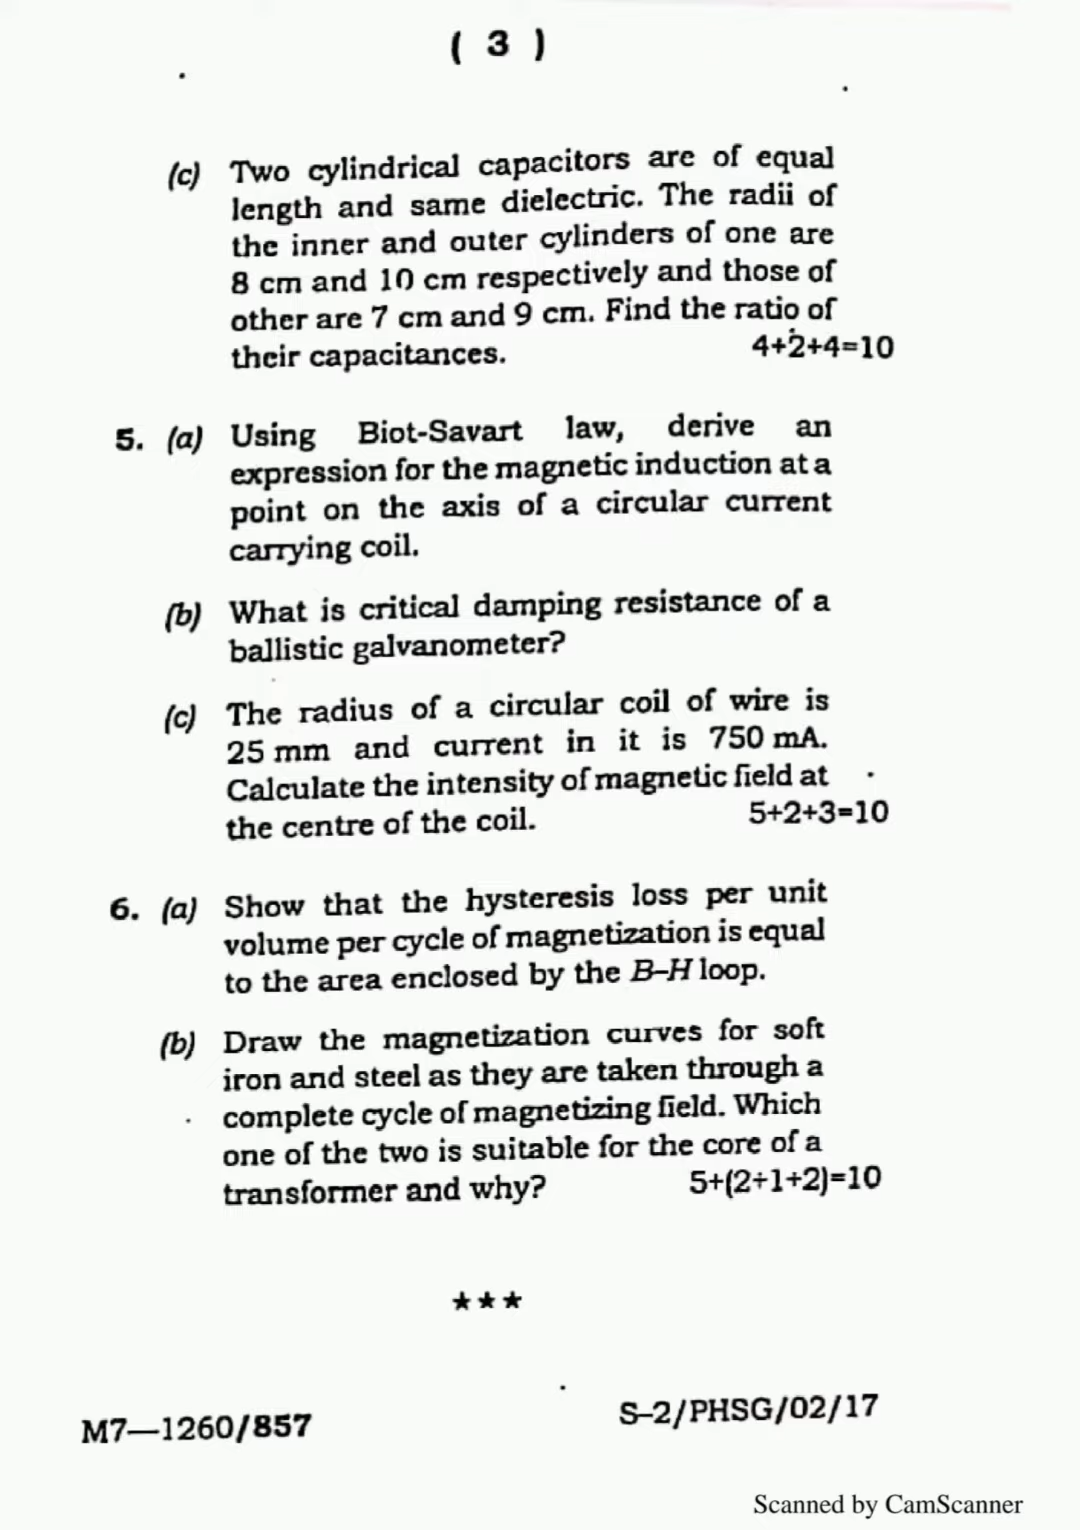 ( 3 )
(c) Two cylindrical capacitors are of equal
length and same dielectric. The radii of
the inner and outer cylinders of one are
8 cm and 10 cm respectively and those of
other are 7 cm and 9 cm. Find the ratio of
their capacitances. 4+2+4=10
5. (a) Using Biot-Savart law, derive an
expression for the magnetic induction at a
point on the axis of a circular current
carrying coil.
(b) What is critical damping resistance of a
ballistic galvanometer?
(c) The radius of a circular coil of wire is
25 mm and current in it is 750 mA.
Calculate the intensity of magnetic field at
the centre of the coil. 5+2+3=10
6. (a) Show that the hysteresis loss per unit
volume per cycle of magnetization is equal
to the area enclosed by the B–H loop.
(b) Draw the magnetization curves for soft
iron and steel as they are taken through a
complete cycle of magnetizing field. Which
one of the two is suitable for the core of a
transformer and why? 5+(2+1+2)=10
★★★
M7—1260/857 S–2/PHSG/02/17
Scanned by CamScanner